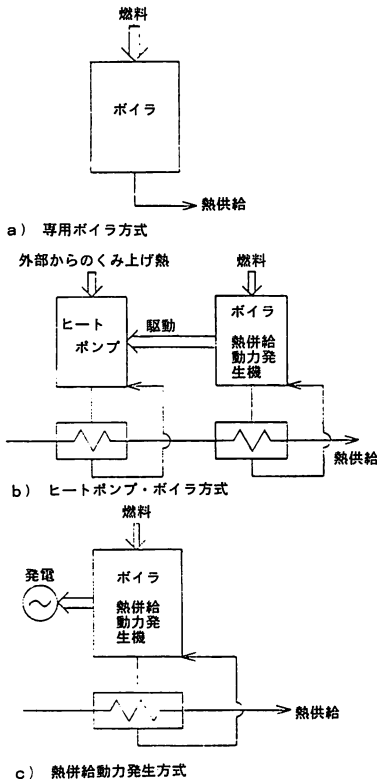 燃料
ボイラ
熱供給
a) 専用ボイラ方式
外部からのくみ上げ熱
燃料
ヒート
ポンプ
駆動
ボイラ
熱併給
動力発
生機
熱供給
b) ヒートポンプ・ボイラ方式
燃料
発電
ボイラ
熱併給
動力発
生機
熱供給
c) 熱併給動力発生方式